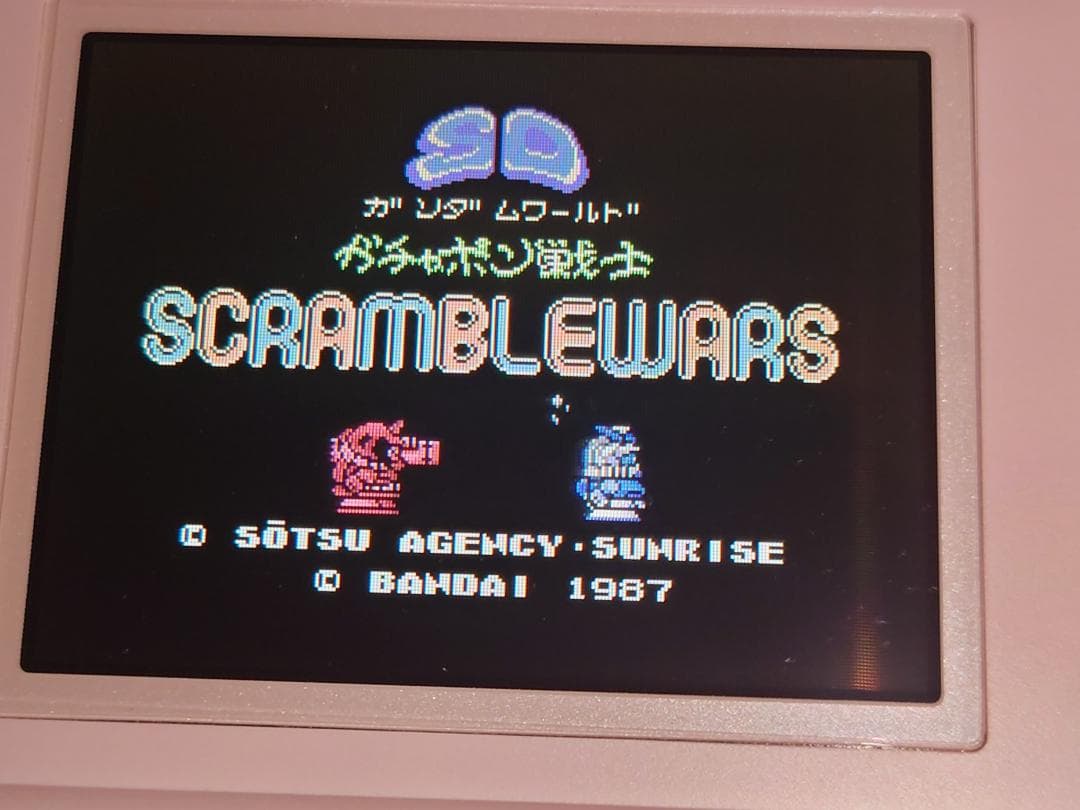 SD
ガンダムワールド
ガチャポン戦士
SCRAMBLEWARS
© SŌTSU AGENCY・SUNRISE
© BANDAI 1987